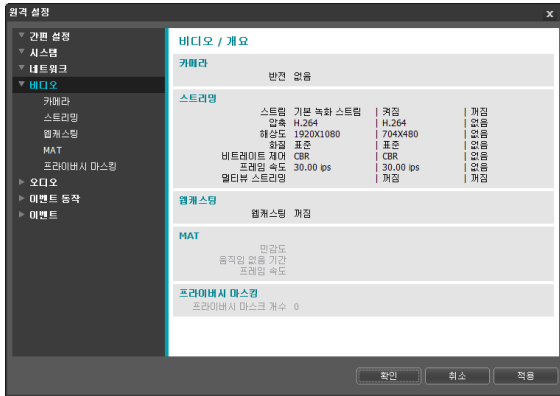 원격 설정
x
간편 설정
시스템
네트워크
비디오
카메라
스트리밍
웹캐스팅
MAT
프라이버시 마스킹
오디오
이벤트 동작
이벤트
비디오 / 개요
카메라
반전 없음
스트리밍
스트림 기본 녹화 스트림 | 켜짐 | 꺼짐
압축 H.264 | H.264 | 없음
해상도 1920X1080 | 704X480 | 없음
화질 표준 | 표준 | 없음
비트레이트 제어 CBR | CBR | 없음
프레임 속도 30.00 ips | 30.00 ips | 없음
멀티뷰 스트리밍 | 꺼짐 | 꺼짐
웹캐스팅
웹캐스팅 꺼짐
MAT
민감도
움직임 없음 기간
프레임 속도
프라이버시 마스킹
프라이버시 마스크 개수 0
확인 취소 적용